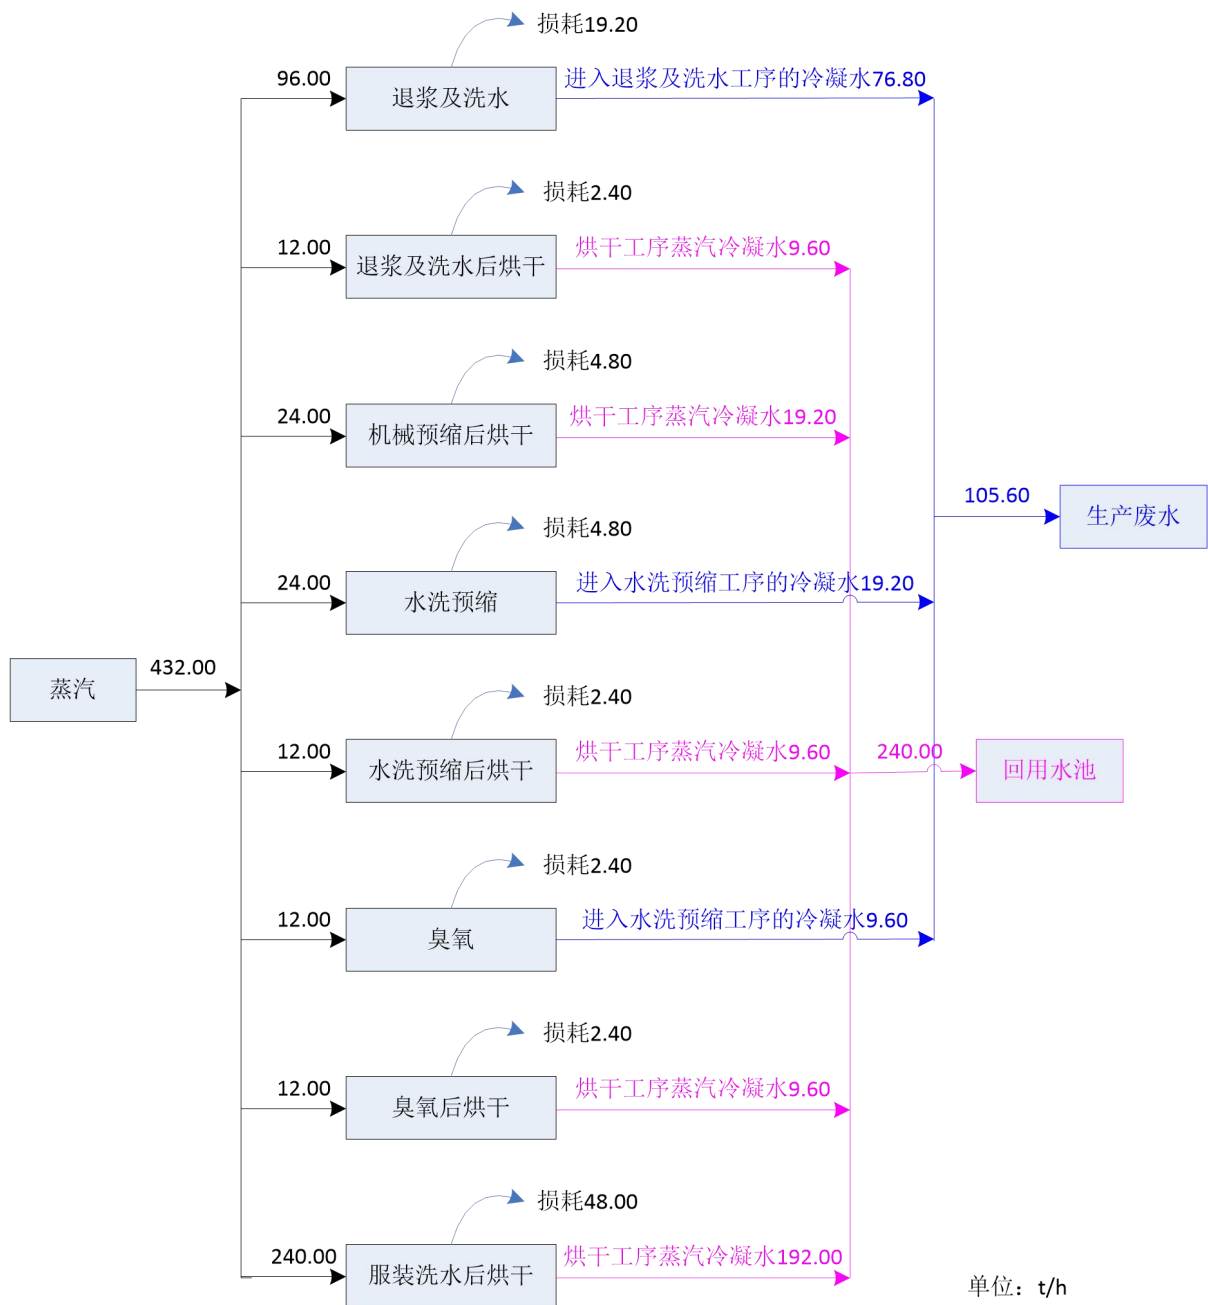 损耗19.20
96.00
退浆及洗水
进入退浆及洗水工序的冷凝水76.80
损耗2.40
12.00
退浆及洗水后烘干
烘干工序蒸汽冷凝水9.60
损耗4.80
24.00
机械预缩后烘干
烘干工序蒸汽冷凝水19.20
105.60
生产废水
损耗4.80
24.00
水洗预缩
进入水洗预缩工序的冷凝水19.20
蒸汽
432.00
损耗2.40
12.00
水洗预缩后烘干
烘干工序蒸汽冷凝水9.60
240.00
回用水池
损耗2.40
12.00
臭氧
进入水洗预缩工序的冷凝水9.60
损耗2.40
12.00
臭氧后烘干
烘干工序蒸汽冷凝水9.60
损耗48.00
240.00
服装洗水后烘干
烘干工序蒸汽冷凝水192.00
单位：t/h